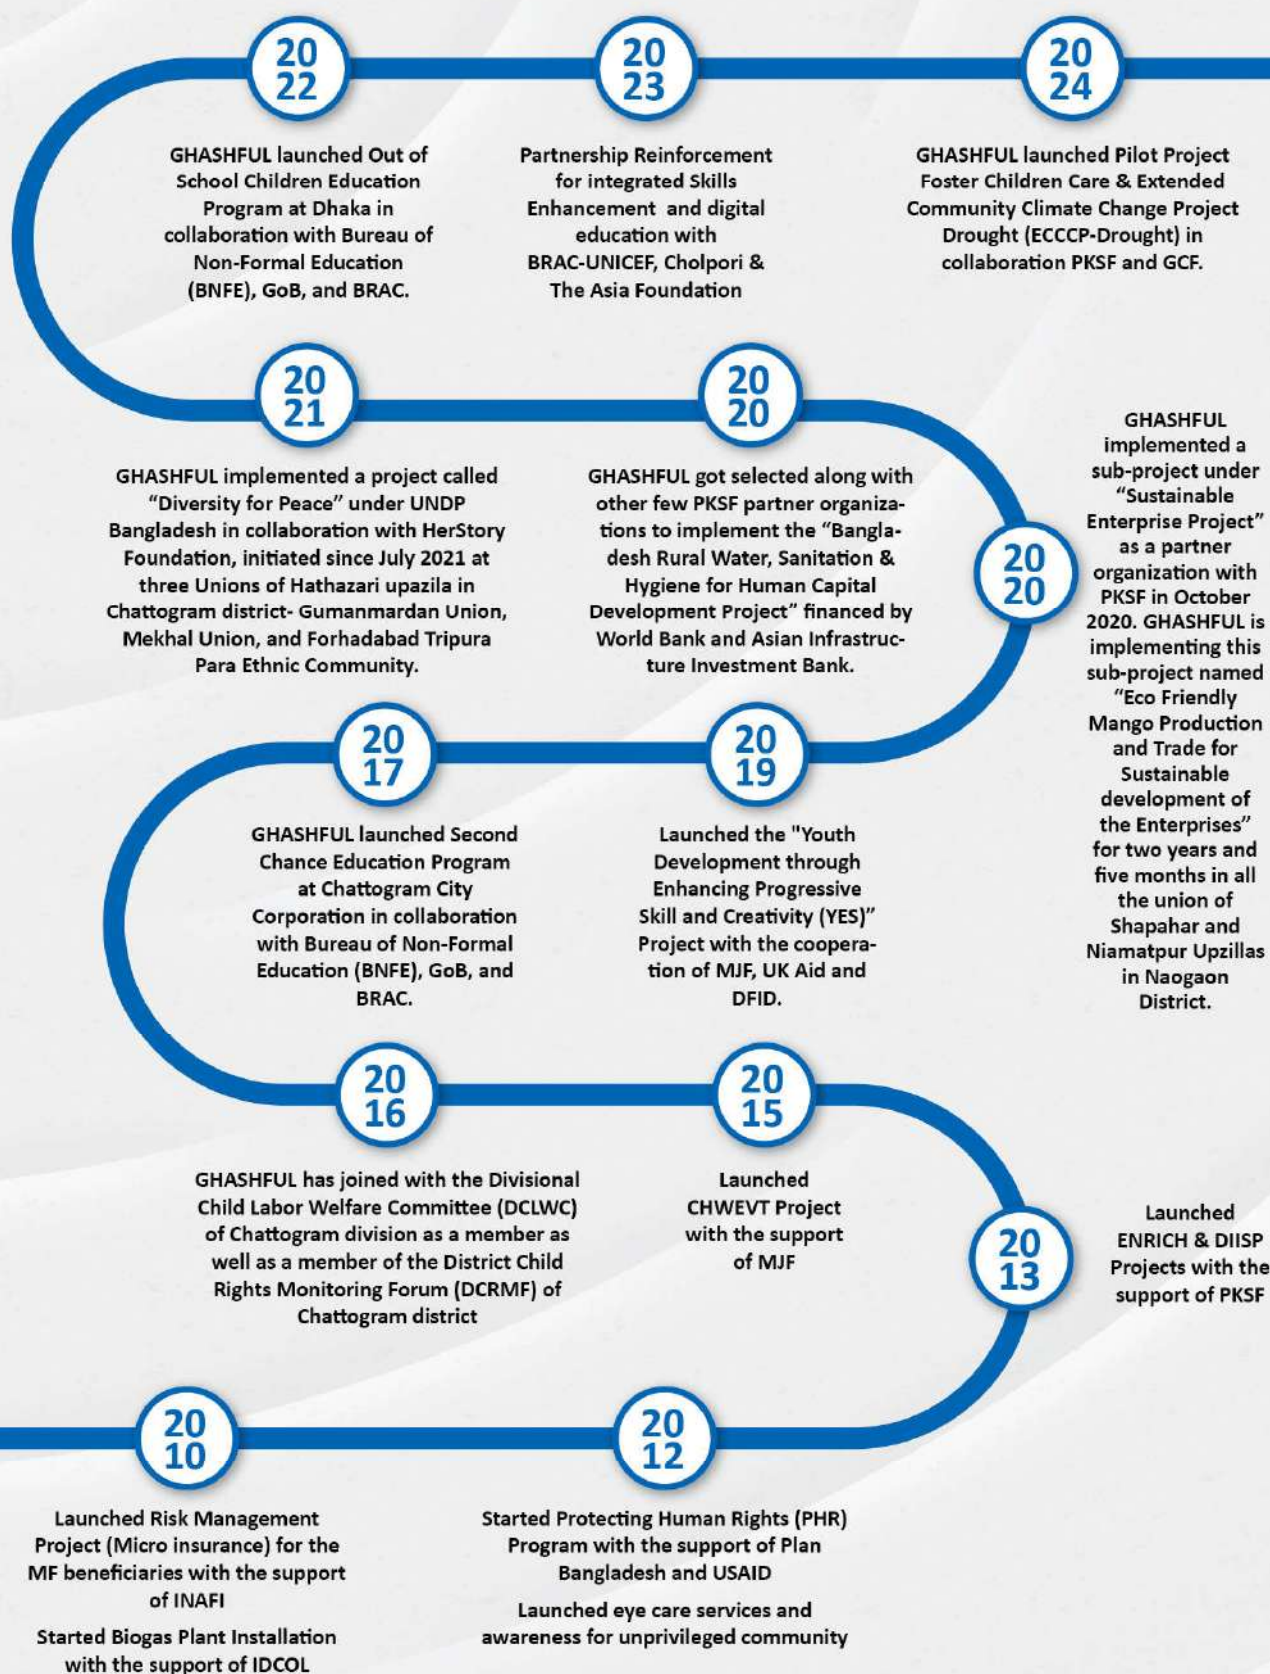 20
22
GHASHFUL launched Out of
School Children Education
Program at Dhaka in
collaboration with Bureau of
Non-Formal Education
(BNFE), GoB, and BRAC.
20
23
Partnership Reinforcement
for integrated Skills
Enhancement and digital
education with
BRAC-UNICEF, Cholpori &
The Asia Foundation
20
24
GHASHFUL launched Pilot Project
Foster Children Care & Extended
Community Climate Change Project
Drought (ECCCP-Drought) in
collaboration PKSF and GCF.
20
21
GHASHFUL implemented a project called
“Diversity for Peace” under UNDP
Bangladesh in collaboration with HerStory
Foundation, initiated since July 2021 at
three Unions of Hathazari upazila in
Chattogram district- Gumanmardan Union,
Mekhal Union, and Forhadabad Tripura
Para Ethnic Community.
20
20
GHASHFUL got selected along with
other few PKSF partner organiza-
tions to implement the “Bangla-
desh Rural Water, Sanitation &
Hygiene for Human Capital
Development Project” financed by
World Bank and Asian Infrastruc-
ture Investment Bank.
20
20
GHASHFUL
implemented a
sub-project under
“Sustainable
Enterprise Project”
as a partner
organization with
PKSF in October
2020. GHASHFUL is
implementing this
sub-project named
“Eco Friendly
Mango Production
and Trade for
Sustainable
development of
the Enterprises”
for two years and
five months in all
the union of
Shapahar and
Niamatpur Upzillas
in Naogaon
District.
20
17
GHASHFUL launched Second
Chance Education Program
at Chattogram City
Corporation in collaboration
with Bureau of Non-Formal
Education (BNFE), GoB, and
BRAC.
20
19
Launched the "Youth
Development through
Enhancing Progressive
Skill and Creativity (YES)”
Project with the coopera-
tion of MJF, UK Aid and
DFID.
20
16
GHASHFUL has joined with the Divisional
Child Labor Welfare Committee (DCLWC)
of Chattogram division as a member as
well as a member of the District Child
Rights Monitoring Forum (DCRMF) of
Chattogram district
20
15
Launched
CHWEVT Project
with the support
of MJF
20
13
Launched
ENRICH & DIISP
Projects with the
support of PKSF
20
10
Launched Risk Management
Project (Micro insurance) for the
MF beneficiaries with the support
of INAFI
Started Biogas Plant Installation
with the support of IDCOL
20
12
Started Protecting Human Rights (PHR)
Program with the support of Plan
Bangladesh and USAID
Launched eye care services and
awareness for unprivileged community